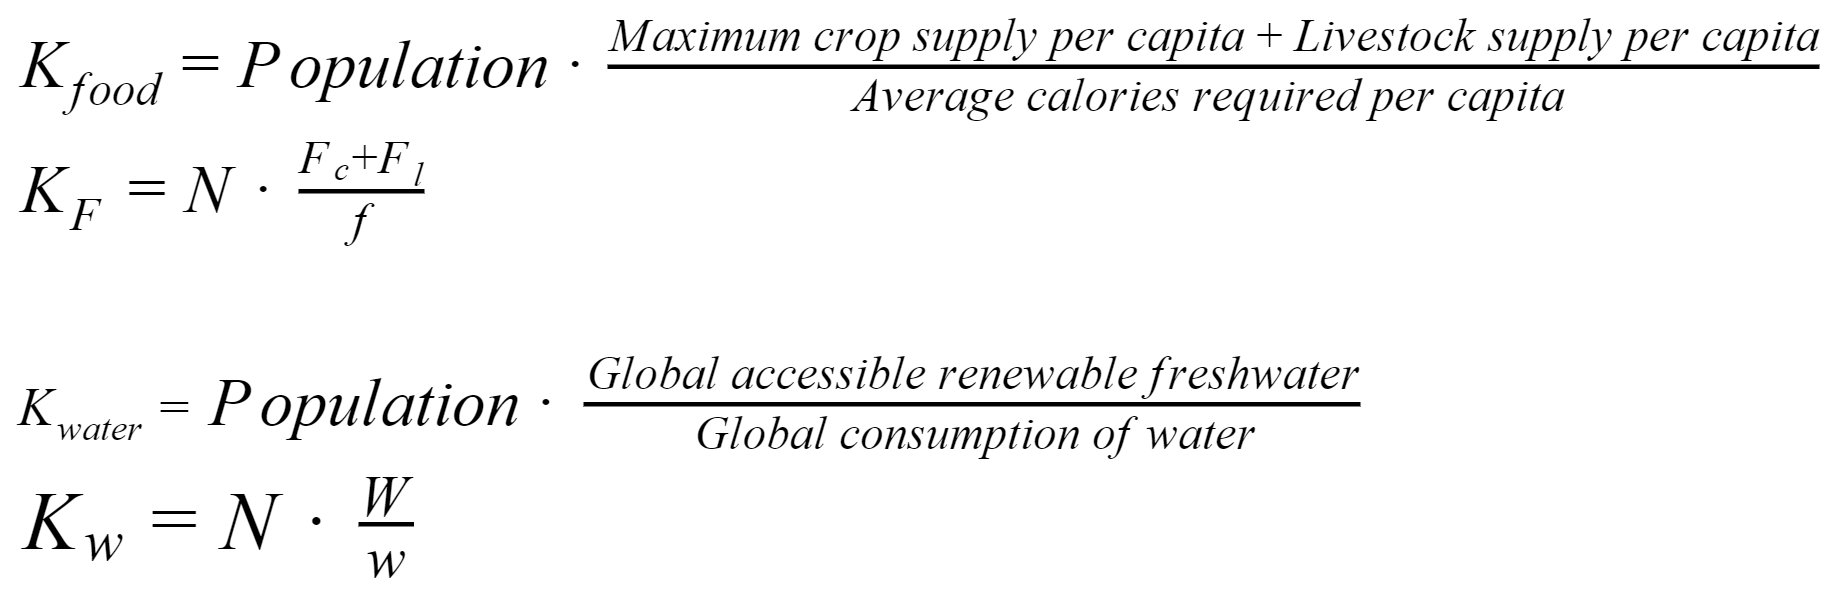 K_food = Population · (Maximum crop supply per capita + Livestock supply per capita) / (Average calories required per capita)
K_F = N · (F_c+F_l) / f
K_water = Population · (Global accessible renewable freshwater) / (Global consumption of water)
K_w = N · W / w